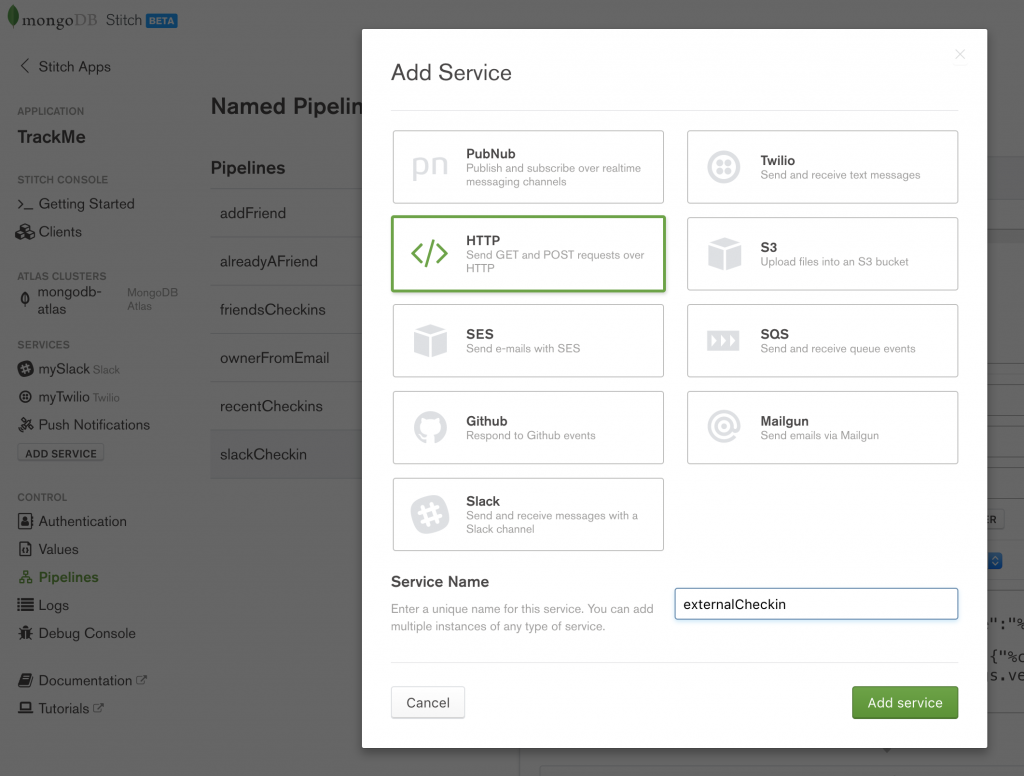 mongoDB Stitch BETA
Stitch Apps
APPLICATION
TrackMe
STITCH CONSOLE
>_ Getting Started
Clients
ATLAS CLUSTERS
mongodb-
atlas
MongoDB
Atlas
SERVICES
mySlack Slack
myTwilio Twilio
Push Notifications
ADD SERVICE
CONTROL
Authentication
Values
Pipelines
Logs
Debug Console
Documentation
Tutorials
Named Pipelin
Pipelines
addFriend
alreadyAFriend
friendsCheckins
ownerFromEmail
recentCheckins
slackCheckin
Add Service
×
pn
PubNub
Publish and subscribe over realtime
messaging channels
Twilio
Send and receive text messages
</>
HTTP
Send GET and POST requests over
HTTP
S3
Upload files into an S3 bucket
SES
Send e-mails with SES
SQS
Send and receive queue events
Github
Respond to Github events
Mailgun
Send emails via Mailgun
Slack
Send and receive messages with a
Slack channel
Service Name
Enter a unique name for this service. You can add
multiple instances of any type of service.
externalCheckin
Cancel
Add service
ER
":"%
{"%c
s.ve